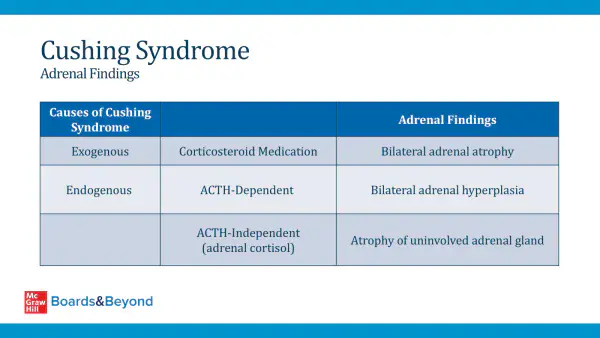 Cushing Syndrome
Adrenal Findings
Causes of Cushing
Syndrome
Adrenal Findings
Exogenous
Corticosteroid Medication
Bilateral adrenal atrophy
Endogenous
ACTH-Dependent
Bilateral adrenal hyperplasia
ACTH-Independent
(adrenal cortisol)
Atrophy of uninvolved adrenal gland
Mc
Graw
Hill
Boards&Beyond